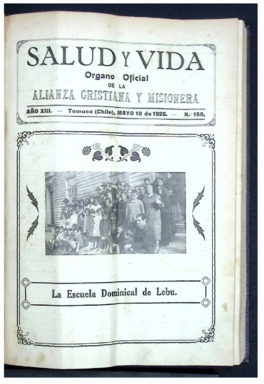 SALUD Y VIDA
Organo Oficial
DE LA
ALIANZA CRISTIANA Y MISIONERA
AÑO XIII. — Temuco (Chile), MAYO 10 de 1926. — N.º 150.
La Escuela Dominical de Lebu.